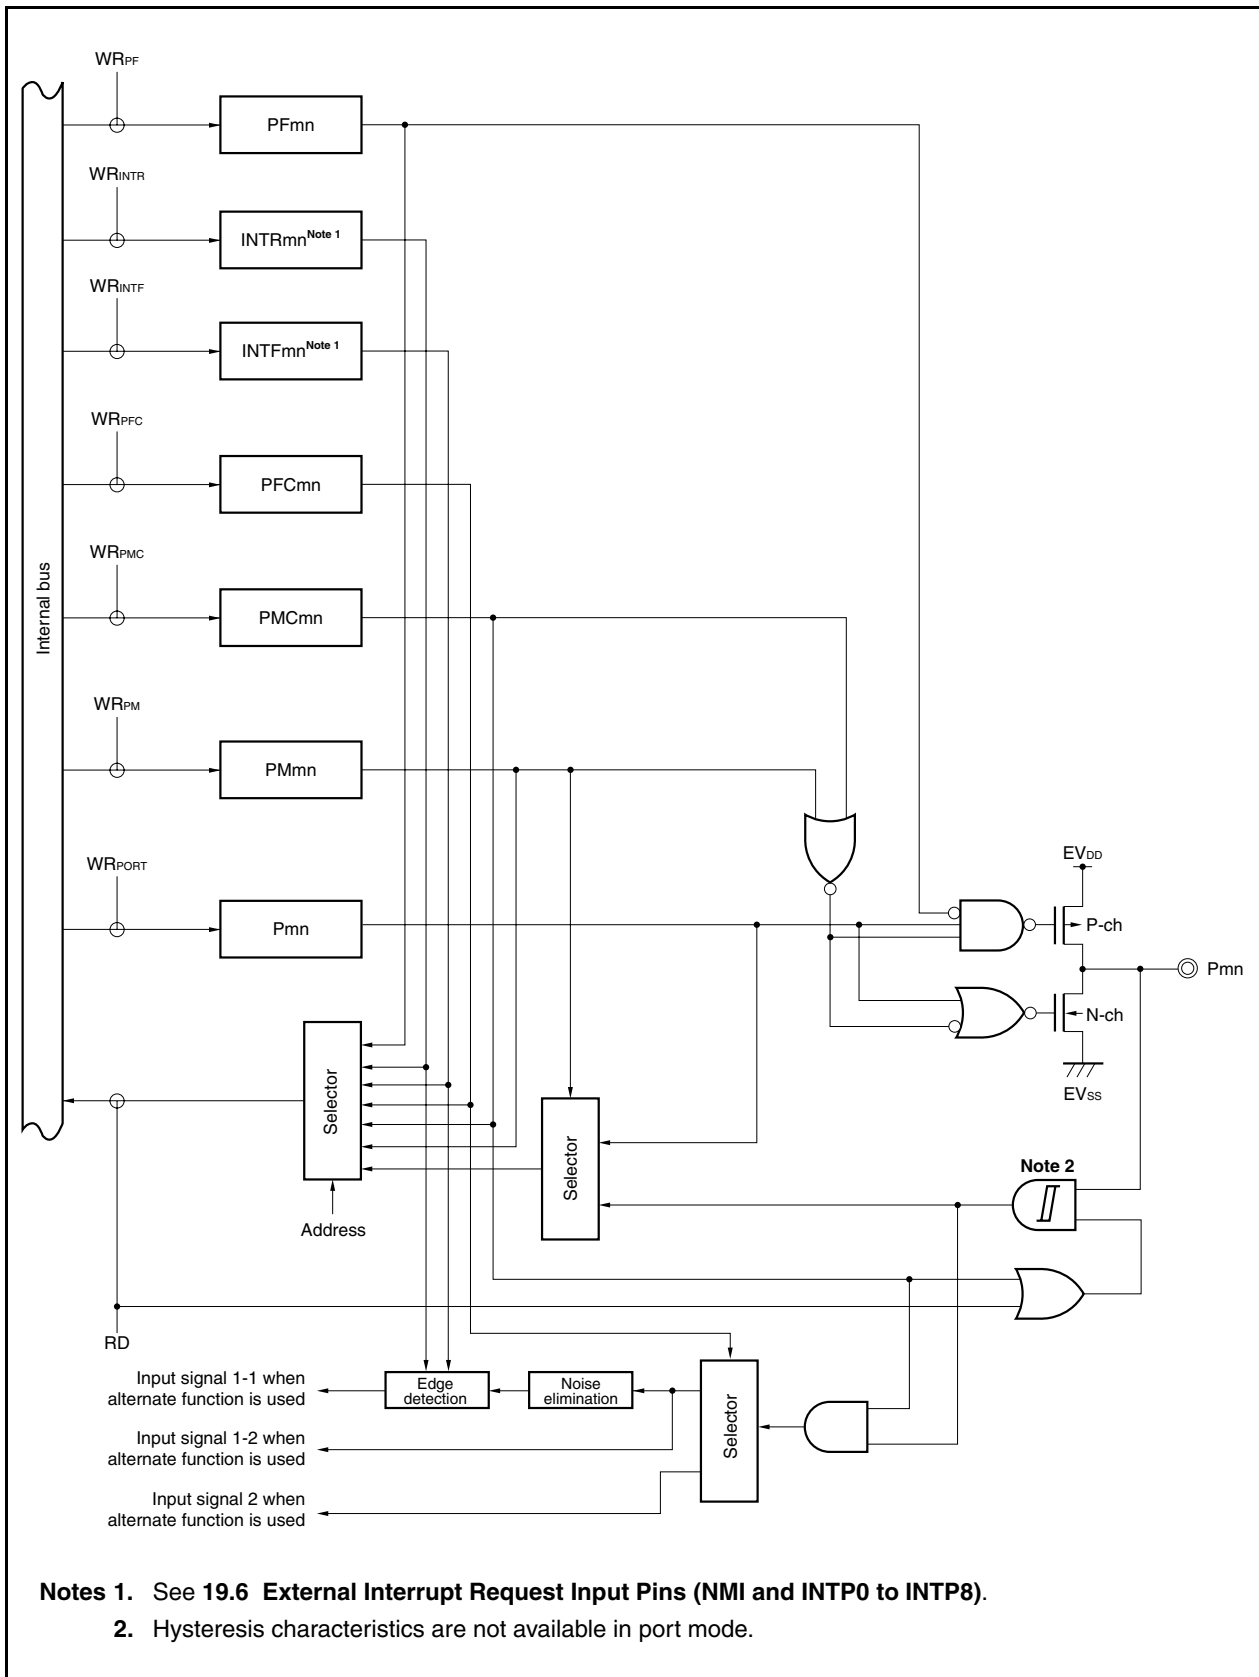 WRPF
PFmn
WRINTR
INTRmnNote 1
WRINTF
INTFmnNote 1
WRPFC
PFCmn
WRPMC
PMCmn
Internal bus
WRPM
PMmn
WRPORT
Pmn
EVDD
P-ch
Pmn
N-ch
EVSS
Selector
Selector
Note 2
Address
RD
Input signal 1-1 when
alternate function is used
Edge
detection
Noise
elimination
Selector
Input signal 1-2 when
alternate function is used
Input signal 2 when
alternate function is used
Notes 1. See 19.6 External Interrupt Request Input Pins (NMI and INTP0 to INTP8).
2. Hysteresis characteristics are not available in port mode.